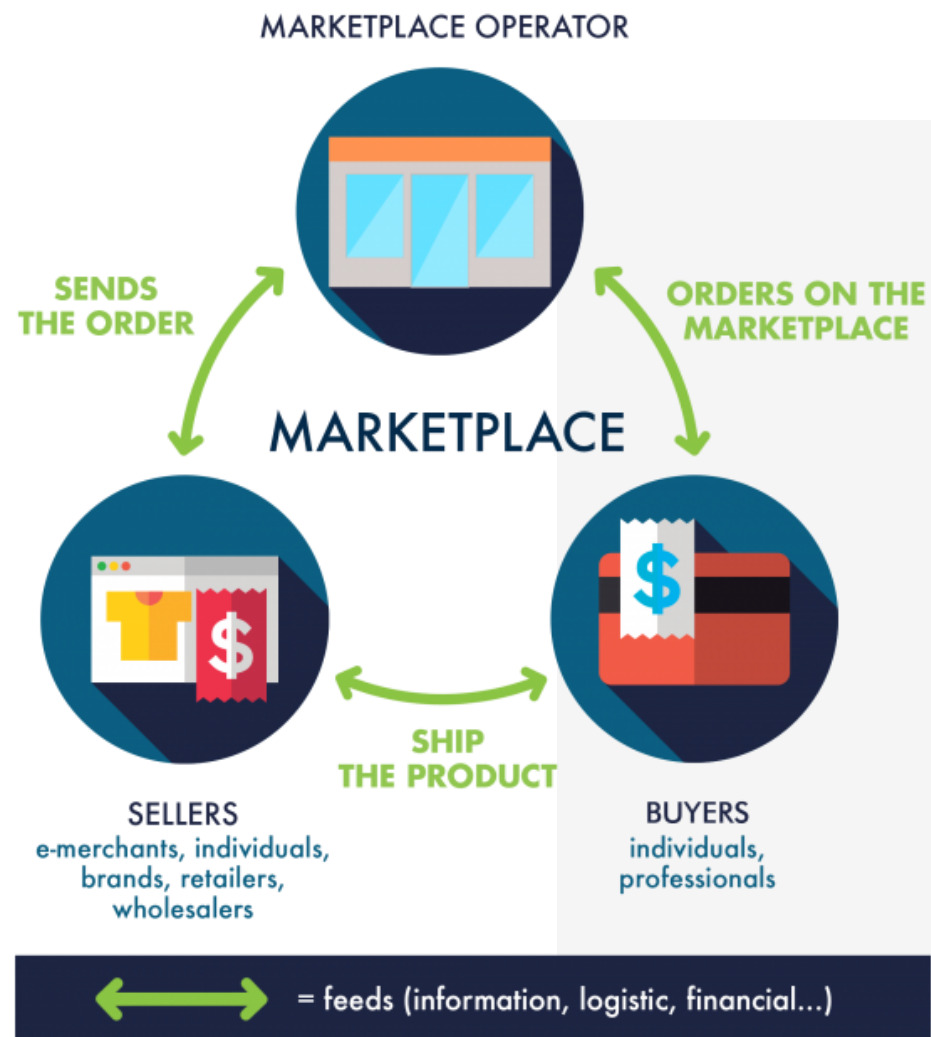 MARKETPLACE OPERATOR
SENDS
THE ORDER
ORDERS ON THE
MARKETPLACE
MARKETPLACE
$
$
SHIP
THE PRODUCT
SELLERS
e-merchants, individuals,
brands, retailers,
wholesalers
BUYERS
individuals,
professionals
= feeds (information, logistic, financial...)